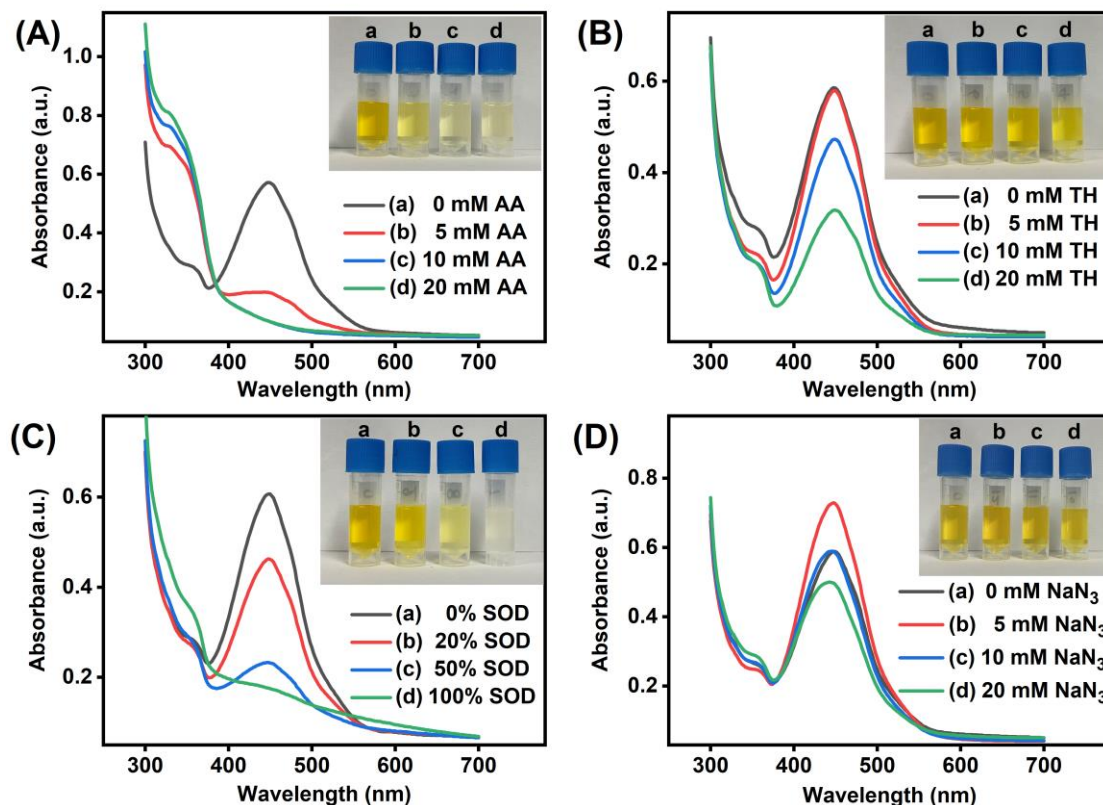 (A)
a b c d
1.0
0.8
0.6
0.4
0.2
Absorbance (a.u.)
(a) 0 mM AA
(b) 5 mM AA
(c) 10 mM AA
(d) 20 mM AA
300 400 500 600 700
Wavelength (nm)
(B)
a b c d
0.6
0.4
0.2
Absorbance (a.u.)
(a) 0 mM TH
(b) 5 mM TH
(c) 10 mM TH
(d) 20 mM TH
300 400 500 600 700
Wavelength (nm)
(C)
a b c d
0.6
0.4
0.2
Absorbance (a.u.)
(a) 0% SOD
(b) 20% SOD
(c) 50% SOD
(d) 100% SOD
300 400 500 600 700
Wavelength (nm)
(D)
a b c d
0.8
0.6
0.4
0.2
Absorbance (a.u.)
(a) 0 mM NaN₃
(b) 5 mM NaN₃
(c) 10 mM NaN₃
(d) 20 mM NaN₃
300 400 500 600 700
Wavelength (nm)